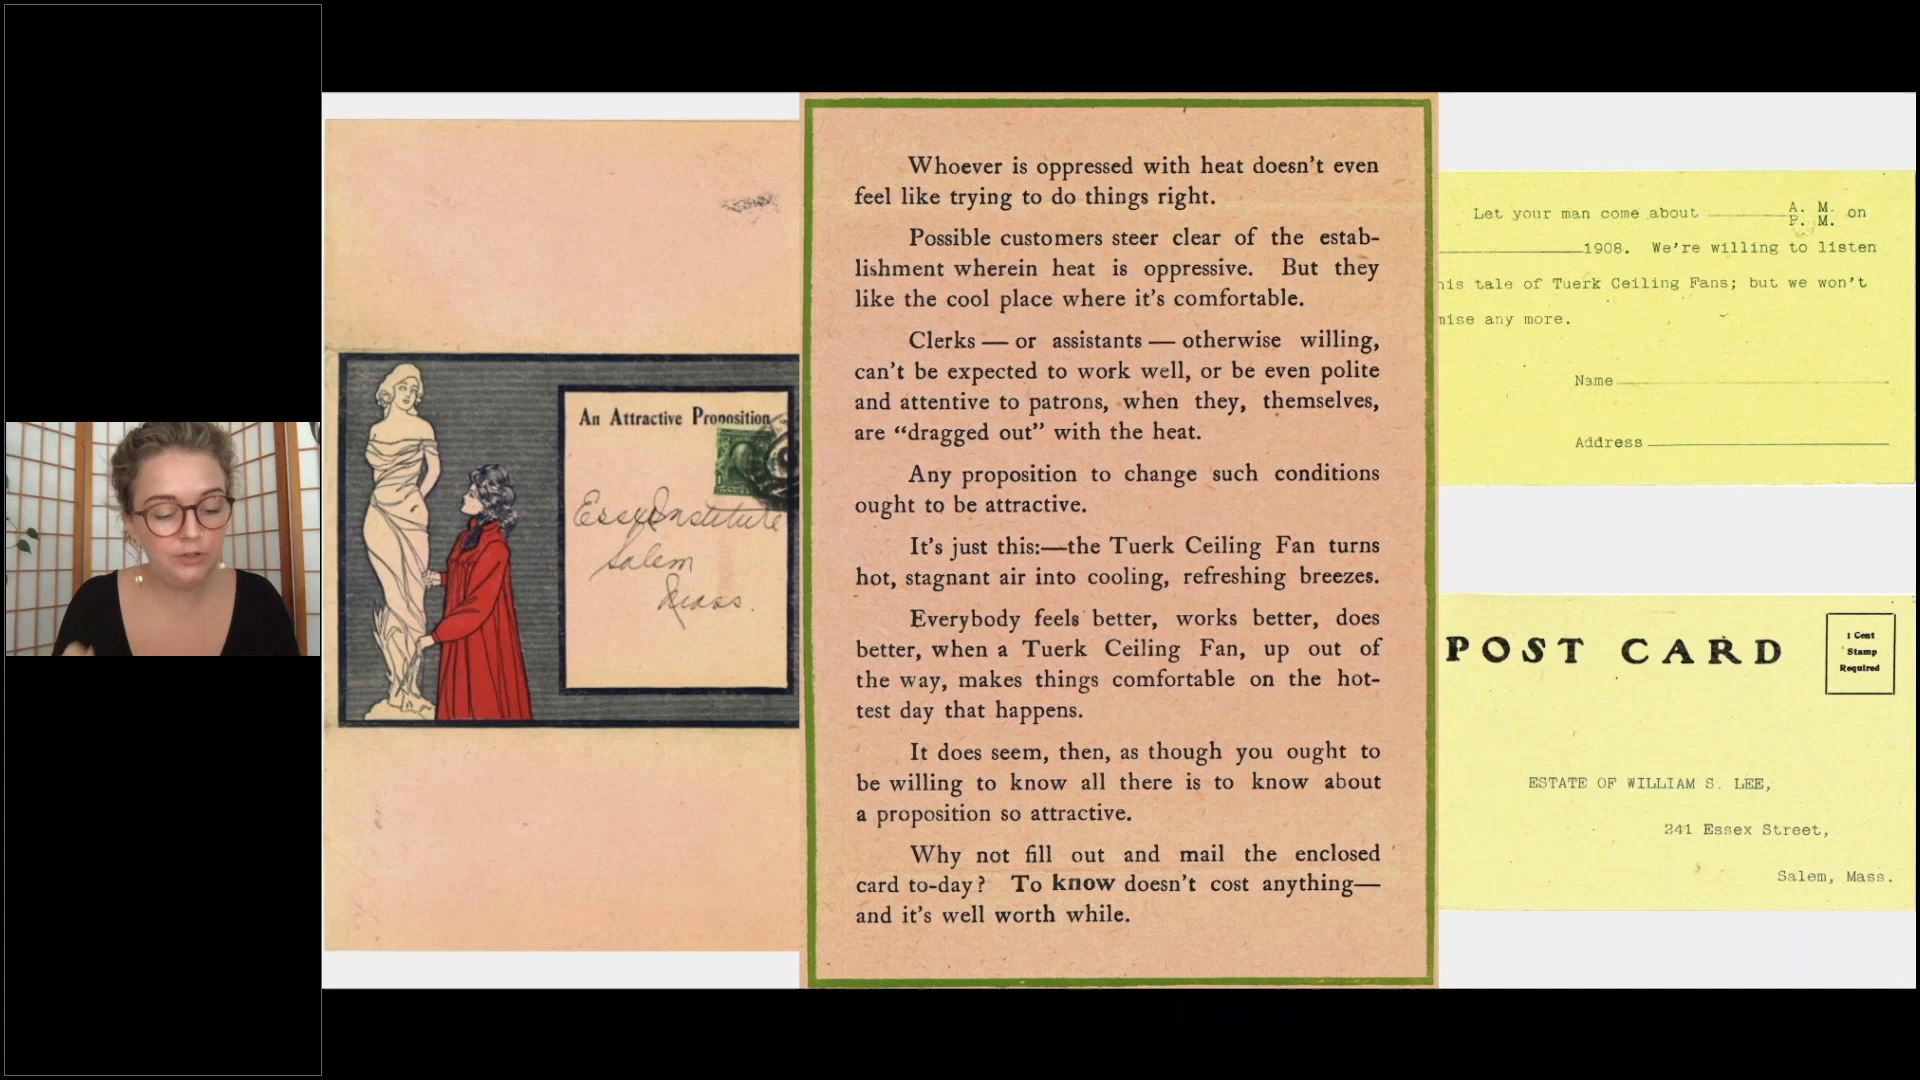 An Attractive Proposition
Essex Institute
Salem
Mass.
Whoever is oppressed with heat doesn't even
feel like trying to do things right.
Possible customers steer clear of the estab-
lishment wherein heat is oppressive. But they
like the cool place where it's comfortable.
Clerks — or assistants — otherwise willing,
can't be expected to work well, or be even polite
and attentive to patrons, when they, themselves,
are “dragged out” with the heat.
Any proposition to change such conditions
ought to be attractive.
It's just this:—the Tuerk Ceiling Fan turns
hot, stagnant air into cooling, refreshing breezes.
Everybody feels better, works better, does
better, when a Tuerk Ceiling Fan, up out of
the way, makes things comfortable on the hot-
test day that happens.
It does seem, then, as though you ought to
be willing to know all there is to know about
a proposition so attractive.
Why not fill out and mail the enclosed
card to-day? To know doesn't cost anything—
and it's well worth while.
Let your man come about A. M. on
P. M.
1908. We're willing to listen
his tale of Tuerk Ceiling Fans; but we won't
mise any more.
Name
Address
POST CARD
1 Cent
Stamp
Required
ESTATE OF WILLIAM S. LEE,
241 Essex Street,
Salem, Mass.